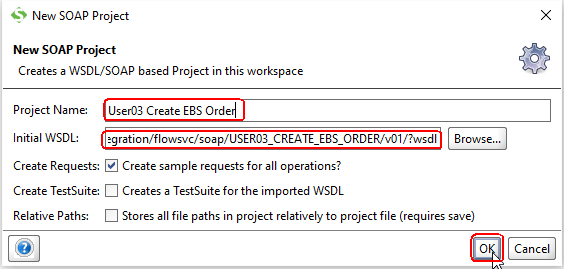 New SOAP Project
New SOAP Project
Creates a WSDL/SOAP based Project in this workspace
Project Name: User03 Create EBS Order
Initial WSDL: egration/flowsvc/soap/USER03_CREATE_EBS_ORDER/v01/?wsdl Browse...
Create Requests: Create sample requests for all operations?
Create TestSuite: Creates a TestSuite for the imported WSDL
Relative Paths: Stores all file paths in project relatively to project file (requires save)
? OK Cancel